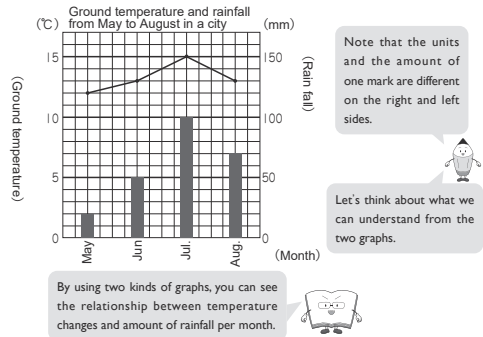 Ground temperature and rainfall
from May to August in a city
(℃)
(mm)
15
10
5
0
(Ground temperature)
150
100
50
0
(Rain fall)
May
Jun
Jul.
Aug.
(Month)
Note that the units
and the amount of
one mark are different
on the right and left
sides.
Let's think about what we
can understand from the
two graphs.
By using two kinds of graphs, you can see
the relationship between temperature
changes and amount of rainfall per month.